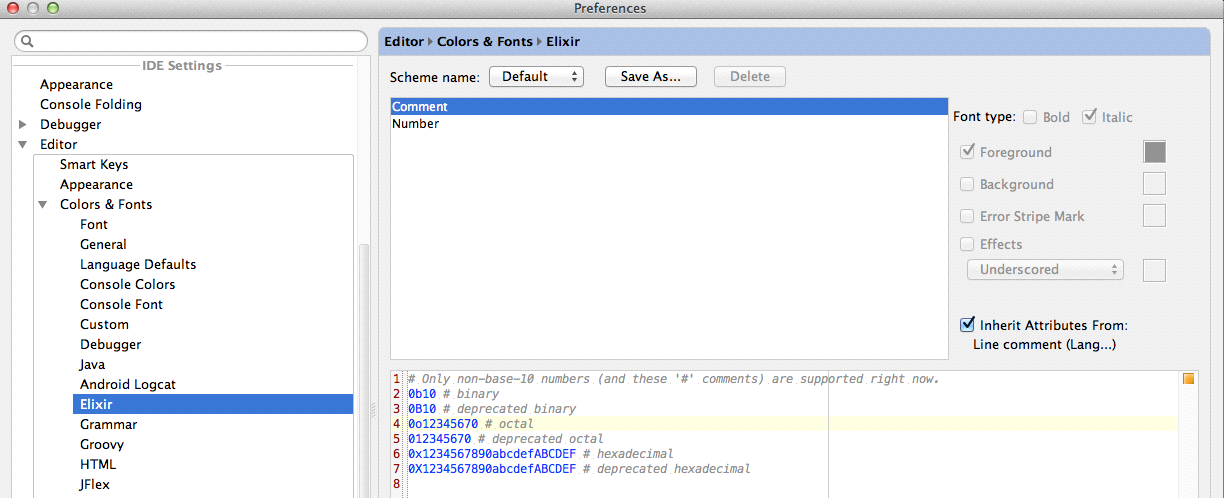 Preferences
IDE Settings
Appearance
Console Folding
Debugger
Editor
Smart Keys
Appearance
Colors & Fonts
Font
General
Language Defaults
Console Colors
Console Font
Custom
Debugger
Java
Android Logcat
Elixir
Grammar
Groovy
HTML
JFlex
Editor › Colors & Fonts › Elixir
Scheme name: Default Save As... Delete
Comment
Number
Font type: Bold Italic
Foreground
Background
Error Stripe Mark
Effects
Underscored
Inherit Attributes From:
Line comment (Lang...)
1 # Only non-base-10 numbers (and these '#' comments) are supported right now.
2 0b10 # binary
3 0B10 # deprecated binary
4 0o12345670 # octal
5 012345670 # deprecated octal
6 0x1234567890abcdefABCDEF # hexadecimal
7 0X1234567890abcdefABCDEF # deprecated hexadecimal
8